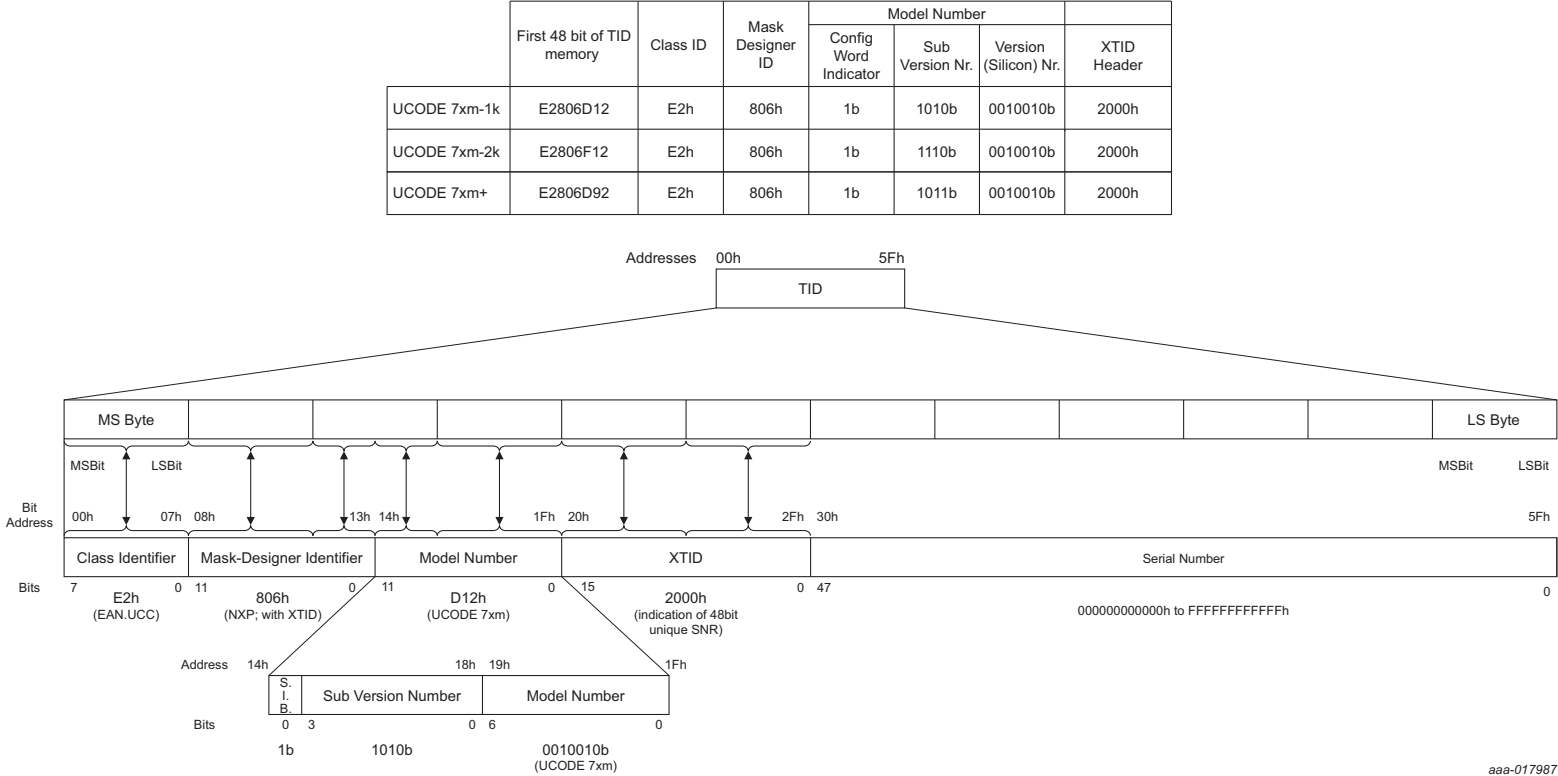 Model Number
First 48 bit of TID
memory
Class ID
Mask
Designer
ID
Config
Word
Indicator
Sub
Version Nr.
Version
(Silicon) Nr.
XTID
Header
UCODE 7xm-1k E2806D12 E2h 806h 1b 1010b 0010010b 2000h
UCODE 7xm-2k E2806F12 E2h 806h 1b 1110b 0010010b 2000h
UCODE 7xm+ E2806D92 E2h 806h 1b 1011b 0010010b 2000h
Addresses 00h 5Fh
TID
MS Byte LS Byte
MSBit LSBit MSBit LSBit
Bit
Address
00h 07h 08h 13h 14h 1Fh 20h 2Fh 30h 5Fh
Class Identifier Mask-Designer Identifier Model Number XTID Serial Number
Bits 7 0 11 0 11 0 15 0 47 0
E2h
(EAN.UCC)
806h
(NXP; with XTID)
D12h
(UCODE 7xm)
2000h
(indication of 48bit
unique SNR)
000000000000h to FFFFFFFFFFFFh
Address 14h 18h 19h 1Fh
S.
I.
B.
Sub Version Number Model Number
Bits 0 3 0 6 0
1b 1010b 0010010b
(UCODE 7xm)
aaa-017987